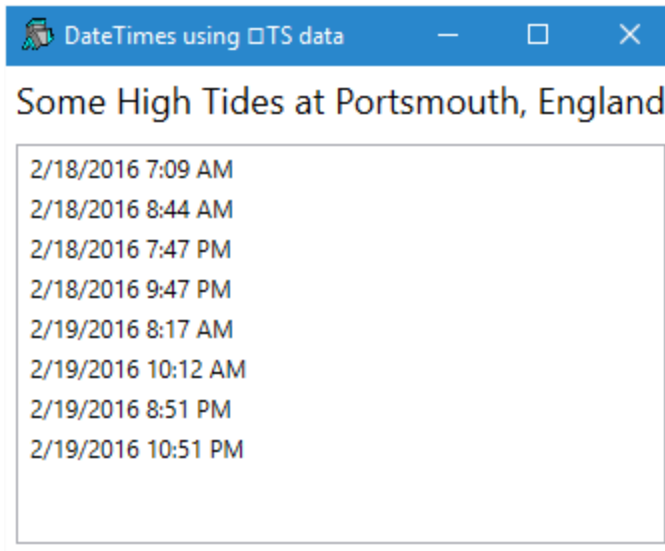 DateTimes using □TS data
Some High Tides at Portsmouth, England
2/18/2016 7:09 AM
2/18/2016 8:44 AM
2/18/2016 7:47 PM
2/18/2016 9:47 PM
2/19/2016 8:17 AM
2/19/2016 10:12 AM
2/19/2016 8:51 PM
2/19/2016 10:51 PM